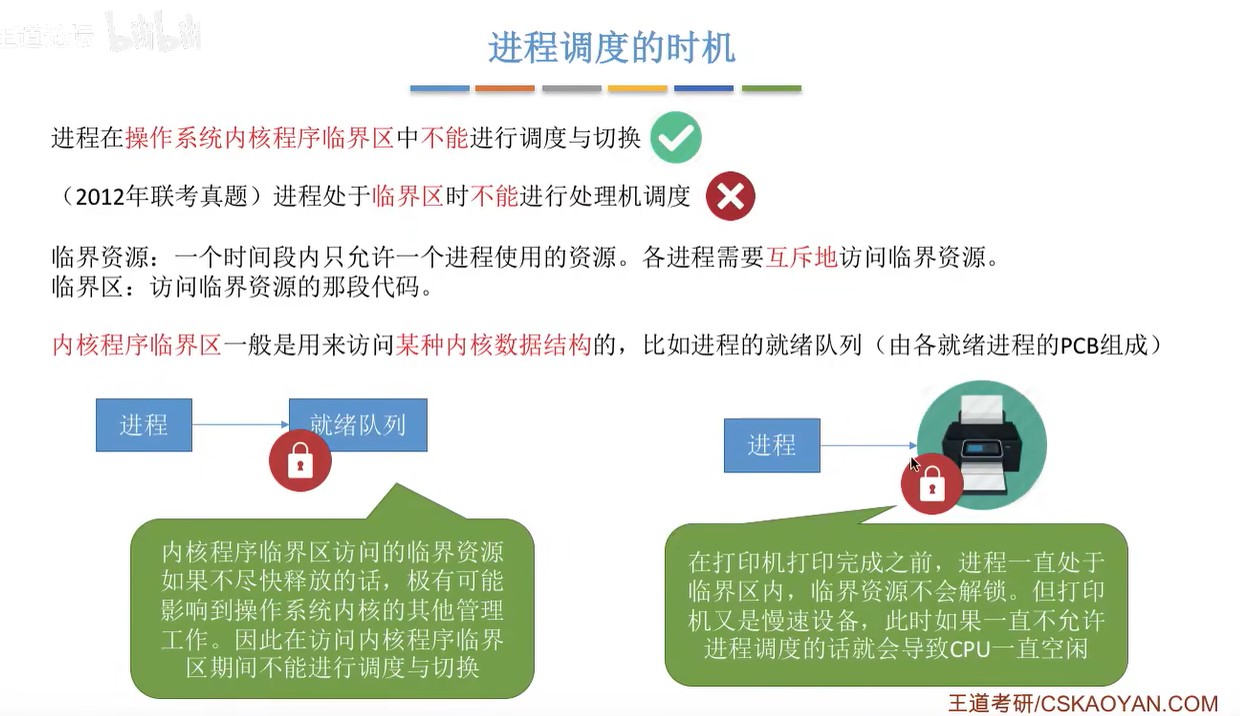 bilibili
进程调度的时机
进程在操作系统内核程序临界区中不能进行调度与切换
（2012年联考真题）进程处于临界区时不能进行处理机调度
临界资源：一个时间段内只允许一个进程使用的资源。各进程需要互斥地访问临界资源。
临界区：访问临界资源的那段代码。
内核程序临界区一般是用来访问某种内核数据结构的，比如进程的就绪队列（由各就绪进程的PCB组成）
进程
就绪队列
内核程序临界区访问的临界资源
如果不尽快释放的话，极有可能
影响到操作系统内核的其他管理
工作。因此在访问内核程序临界
区期间不能进行调度与切换
进程
在打印机打印完成之前，进程一直处于
临界区内，临界资源不会解锁。但打印
机又是慢速设备，此时如果一直不允许
进程调度的话就会导致CPU一直空闲
王道考研/CSKAOYAN.COM